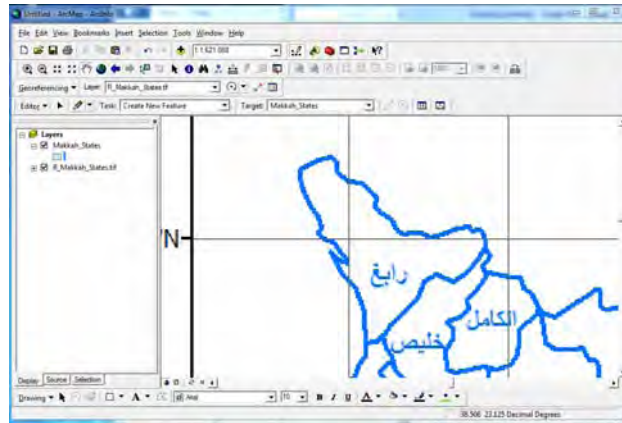 Untitled - ArcMap - ArcInfo
File Edit View Bookmarks Insert Selection Tools Window Help
1:1,621,088
Georeferencing Layer: R_Makkah_States.tif
Editor Task: Create New Feature Target: Makkah_States
Layers
Makkah_States
R_Makkah_States.tif
'N
رابغ
الكامل
خليص
Display Source Selection
Drawing A Arial 10 B I U A
38.506 23.125 Decimal Degrees